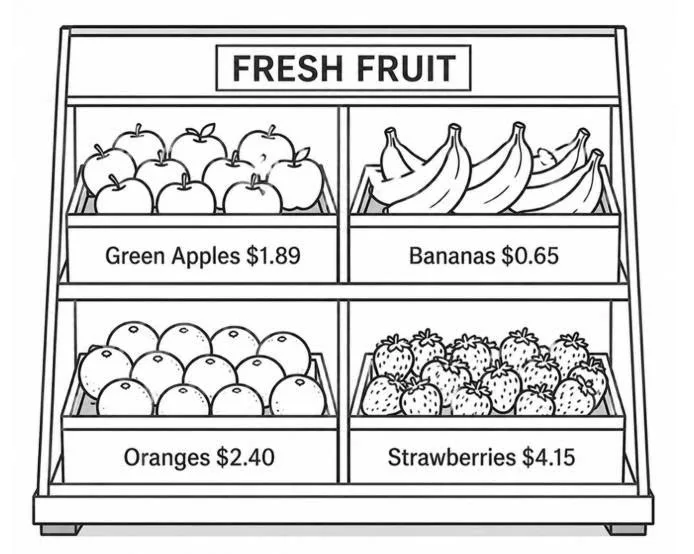 FRESH FRUIT
Green Apples $1.89
Bananas $0.65
Oranges $2.40
Strawberries $4.15